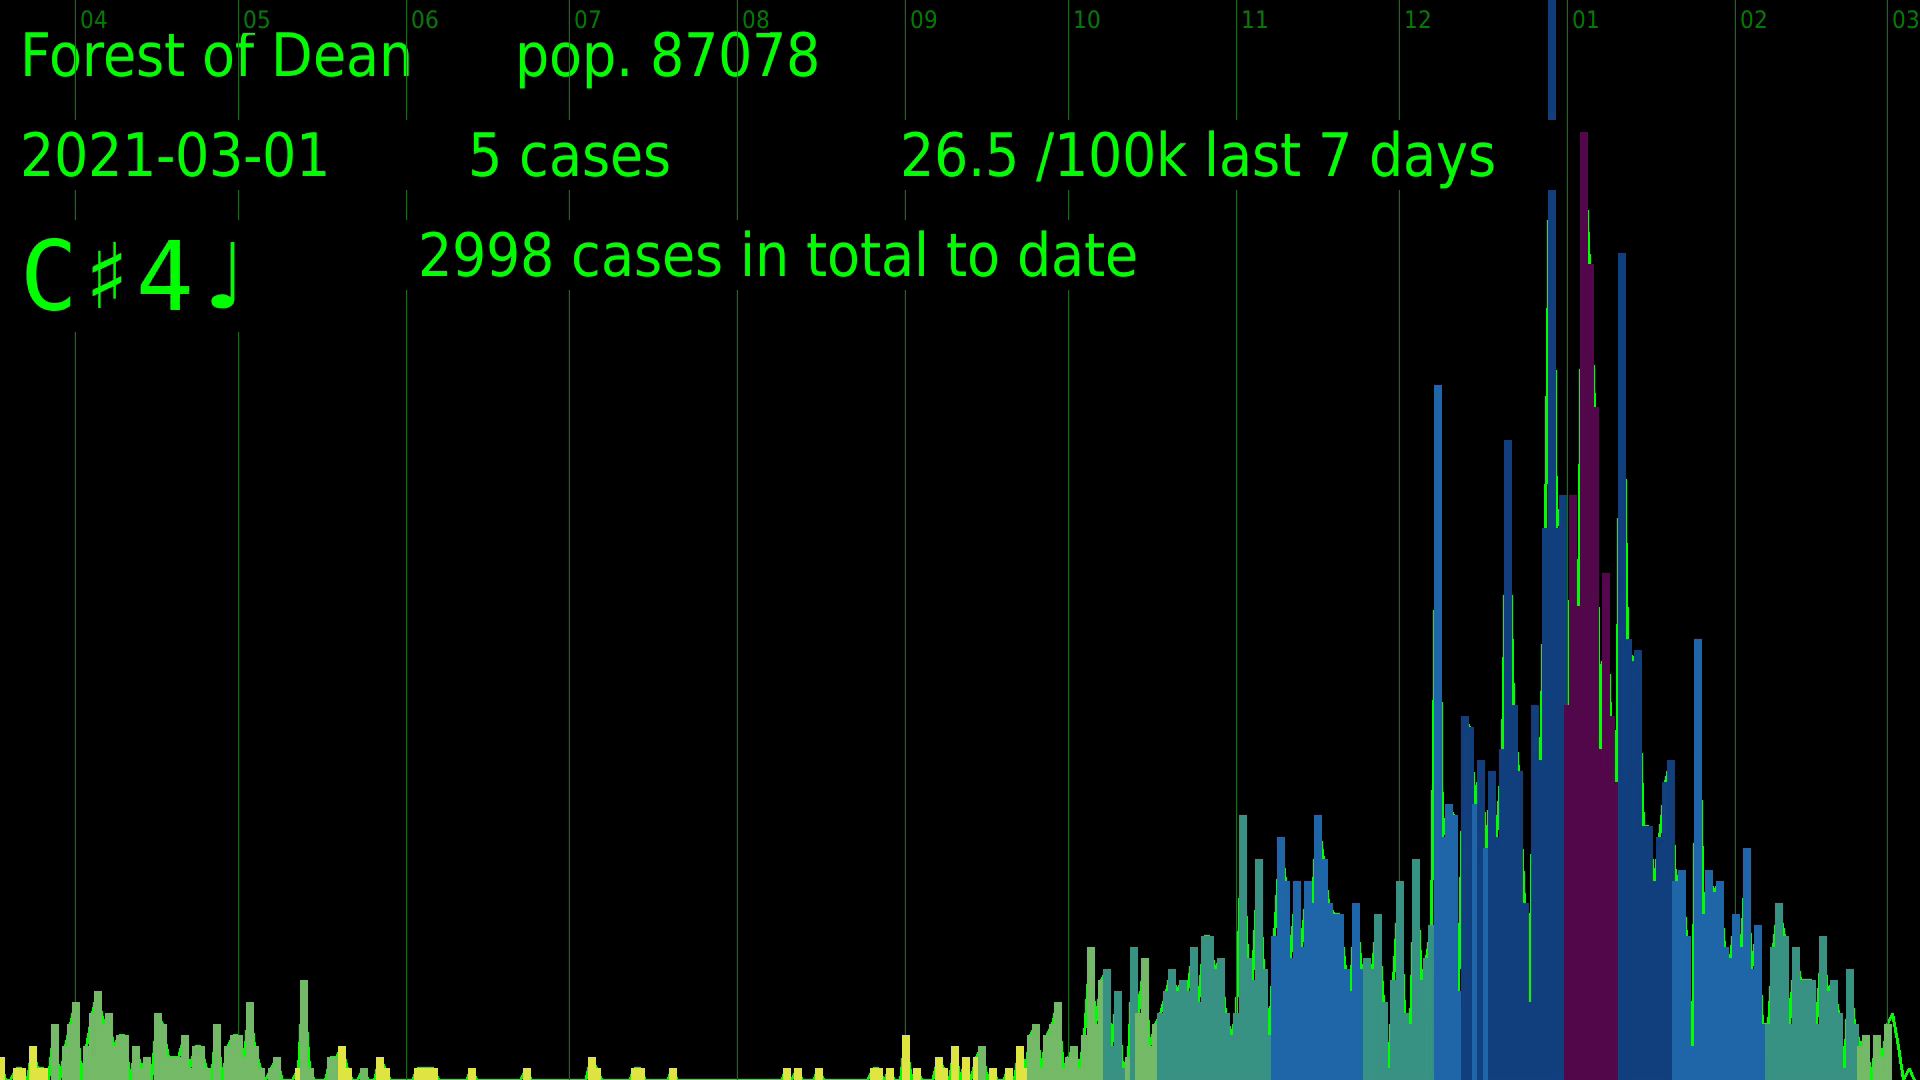 04 05 06 07 08 09 10 11 12 01 02 03
Forest of Dean pop. 87078
2021-03-01 5 cases 26.5 /100k last 7 days
C♯4♩ 2998 cases in total to date